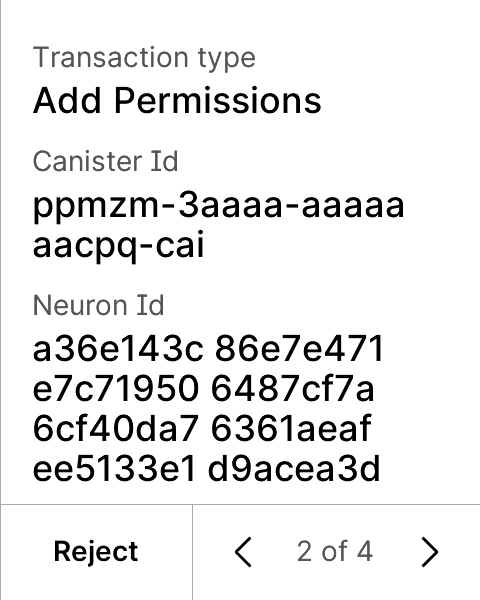 Transaction type
Add Permissions
Canister Id
ppmzm-3aaaa-aaaaa
aacpq-cai
Neuron Id
a36e143c 86e7e471
e7c71950 6487cf7a
6cf40da7 6361aeaf
ee5133e1 d9acea3d
Reject
2 of 4